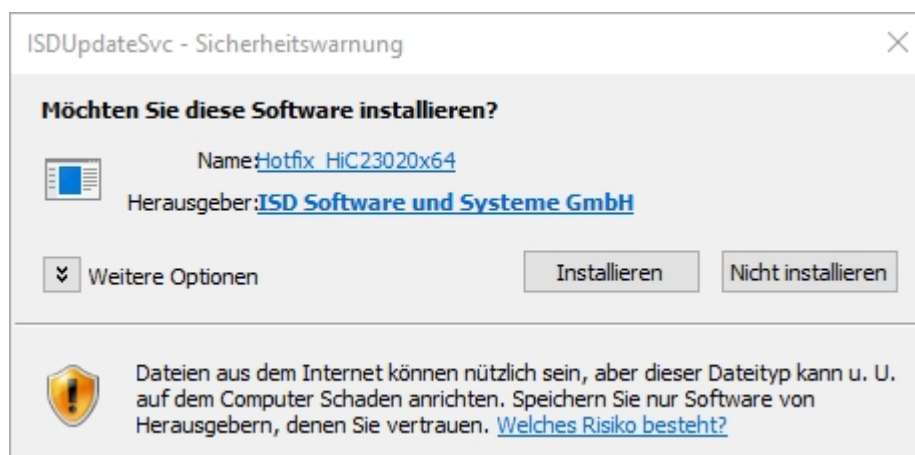 ISDUpdateSvc - Sicherheitswarnung
Möchten Sie diese Software installieren?
Name:Hotfix_HiC23020x64
Herausgeber:ISD Software und Systeme GmbH
Weitere Optionen
Installieren
Nicht installieren
Dateien aus dem Internet können nützlich sein, aber dieser Dateityp kann u. U.
auf dem Computer Schaden anrichten. Speichern Sie nur Software von
Herausgebern, denen Sie vertrauen. Welches Risiko besteht?